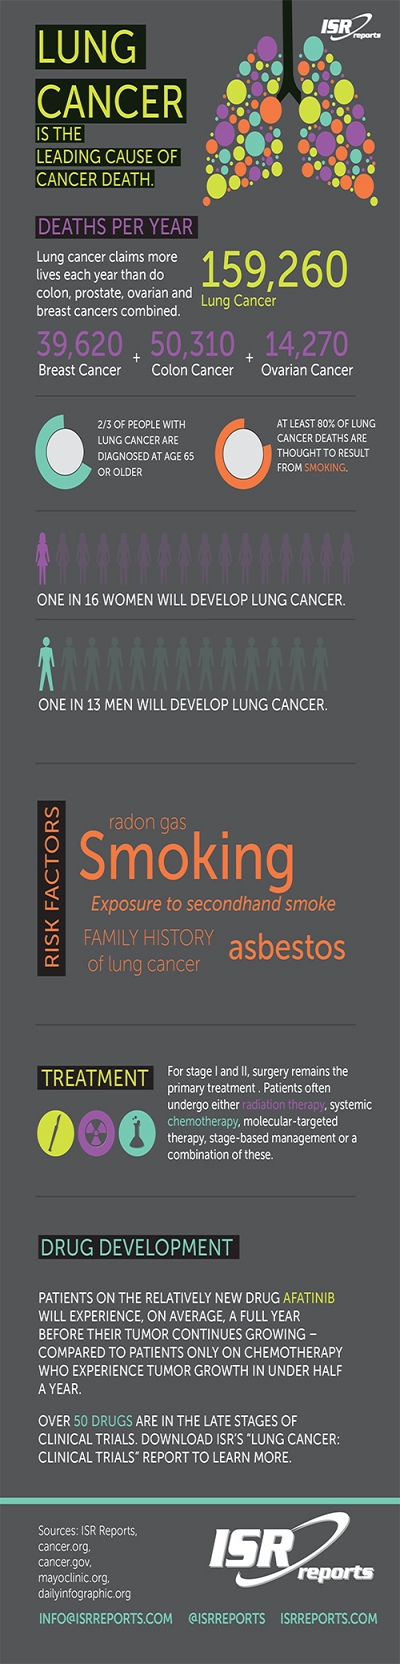 ISR
reports
LUNG
CANCER
IS THE
LEADING CAUSE OF
CANCER DEATH.
DEATHS PER YEAR
Lung cancer claims more
lives each year than do
colon, prostate, ovarian and
breast cancers combined.
159,260
Lung Cancer
39,620 + 50,310 + 14,270
Breast Cancer Colon Cancer Ovarian Cancer
2/3 OF PEOPLE WITH
LUNG CANCER ARE
DIAGNOSED AT AGE 65
OR OLDER
AT LEAST 80% OF LUNG
CANCER DEATHS ARE
THOUGHT TO RESULT
FROM SMOKING.
ONE IN 16 WOMEN WILL DEVELOP LUNG CANCER.
ONE IN 13 MEN WILL DEVELOP LUNG CANCER.
RISK FACTORS
radon gas
Smoking
Exposure to secondhand smoke
FAMILY HISTORY
of lung cancer
asbestos
TREATMENT
For stage I and II, surgery remains the
primary treatment . Patients often
undergo either radiation therapy, systemic
chemotherapy, molecular-targeted
therapy, stage-based management or a
combination of these.
DRUG DEVELOPMENT
PATIENTS ON THE RELATIVELY NEW DRUG AFATINIB
WILL EXPERIENCE, ON AVERAGE, A FULL YEAR
BEFORE THEIR TUMOR CONTINUES GROWING –
COMPARED TO PATIENTS ONLY ON CHEMOTHERAPY
WHO EXPERIENCE TUMOR GROWTH IN UNDER HALF
A YEAR.
OVER 50 DRUGS ARE IN THE LATE STAGES OF
CLINICAL TRIALS. DOWNLOAD ISR'S "LUNG CANCER:
CLINICAL TRIALS" REPORT TO LEARN MORE.
Sources: ISR Reports,
cancer.org,
cancer.gov,
mayoclinic.org,
dailyinfographic.org
ISR
reports
INFO@ISRREPORTS.COM @ISRREPORTS ISRREPORTS.COM